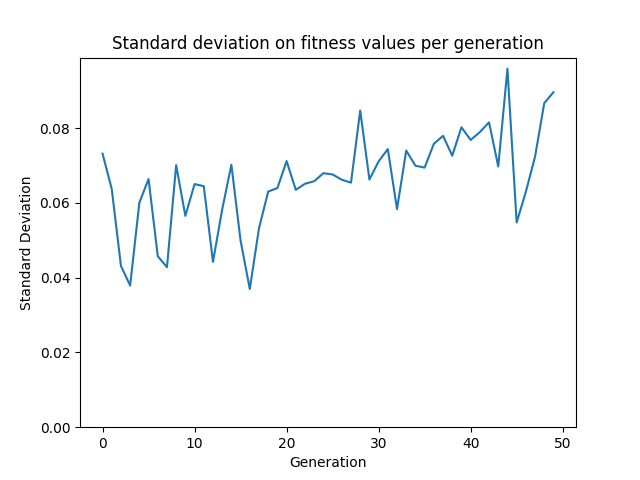 Standard deviation on fitness values per generation
Standard Deviation
0.08
0.06
0.04
0.02
0.00
0 10 20 30 40 50
Generation